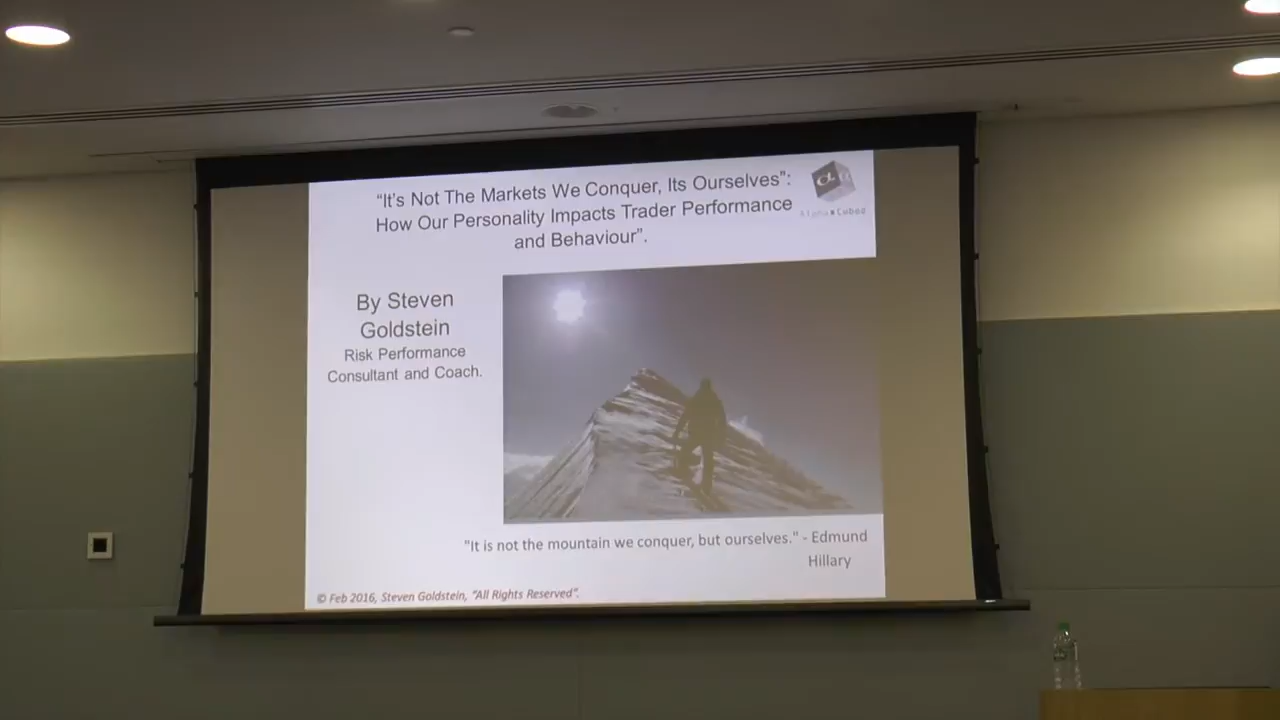 "It's Not The Markets We Conquer, Its Ourselves":
How Our Personality Impacts Trader Performance
and Behaviour".
Alpha Cubed
By Steven
Goldstein
Risk Performance
Consultant and Coach.
"It is not the mountain we conquer, but ourselves." - Edmund
Hillary
© Feb 2016, Steven Goldstein, "All Rights Reserved".